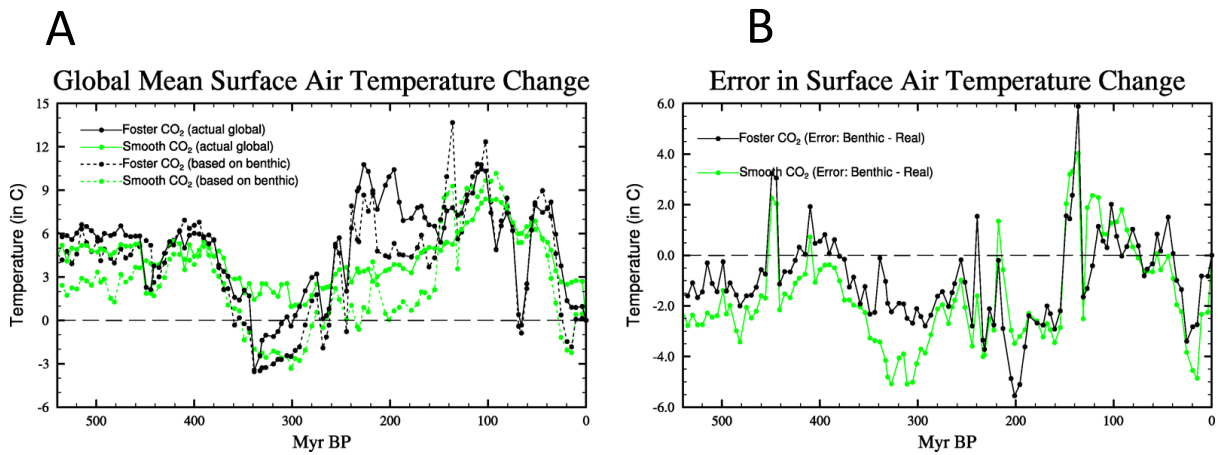 A
B
Global Mean Surface Air Temperature Change
Error in Surface Air Temperature Change
15
12
9
6
3
0
-3
-6
Temperature (in C)
Foster CO2 (actual global)
Smooth CO2 (actual global)
Foster CO2 (based on benthic)
Smooth CO2 (based on benthic)
500
400
300
200
100
0
Myr BP
6.0
4.0
2.0
0.0
-2.0
-4.0
-6.0
Temperature (in C)
Foster CO2 (Error: Benthic - Real)
Smooth CO2 (Error: Benthic - Real)
500
400
300
200
100
0
Myr BP